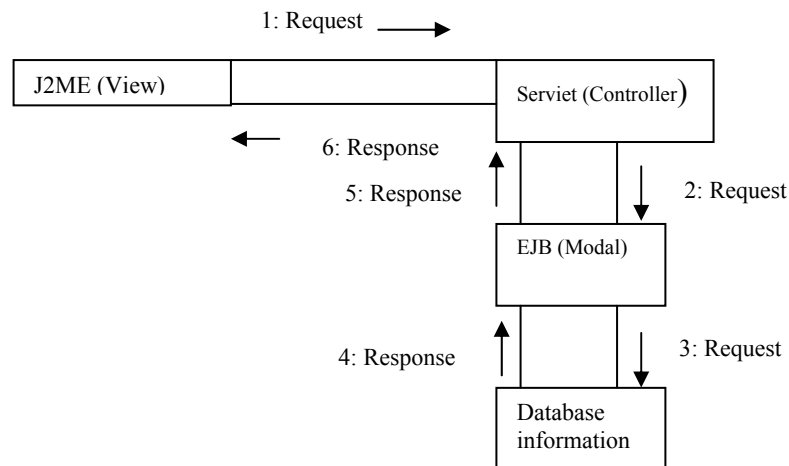 1: Request
J2ME (View)
Serviet (Controller)
6: Response
5: Response
2: Request
EJB (Modal)
4: Response
3: Request
Database
information